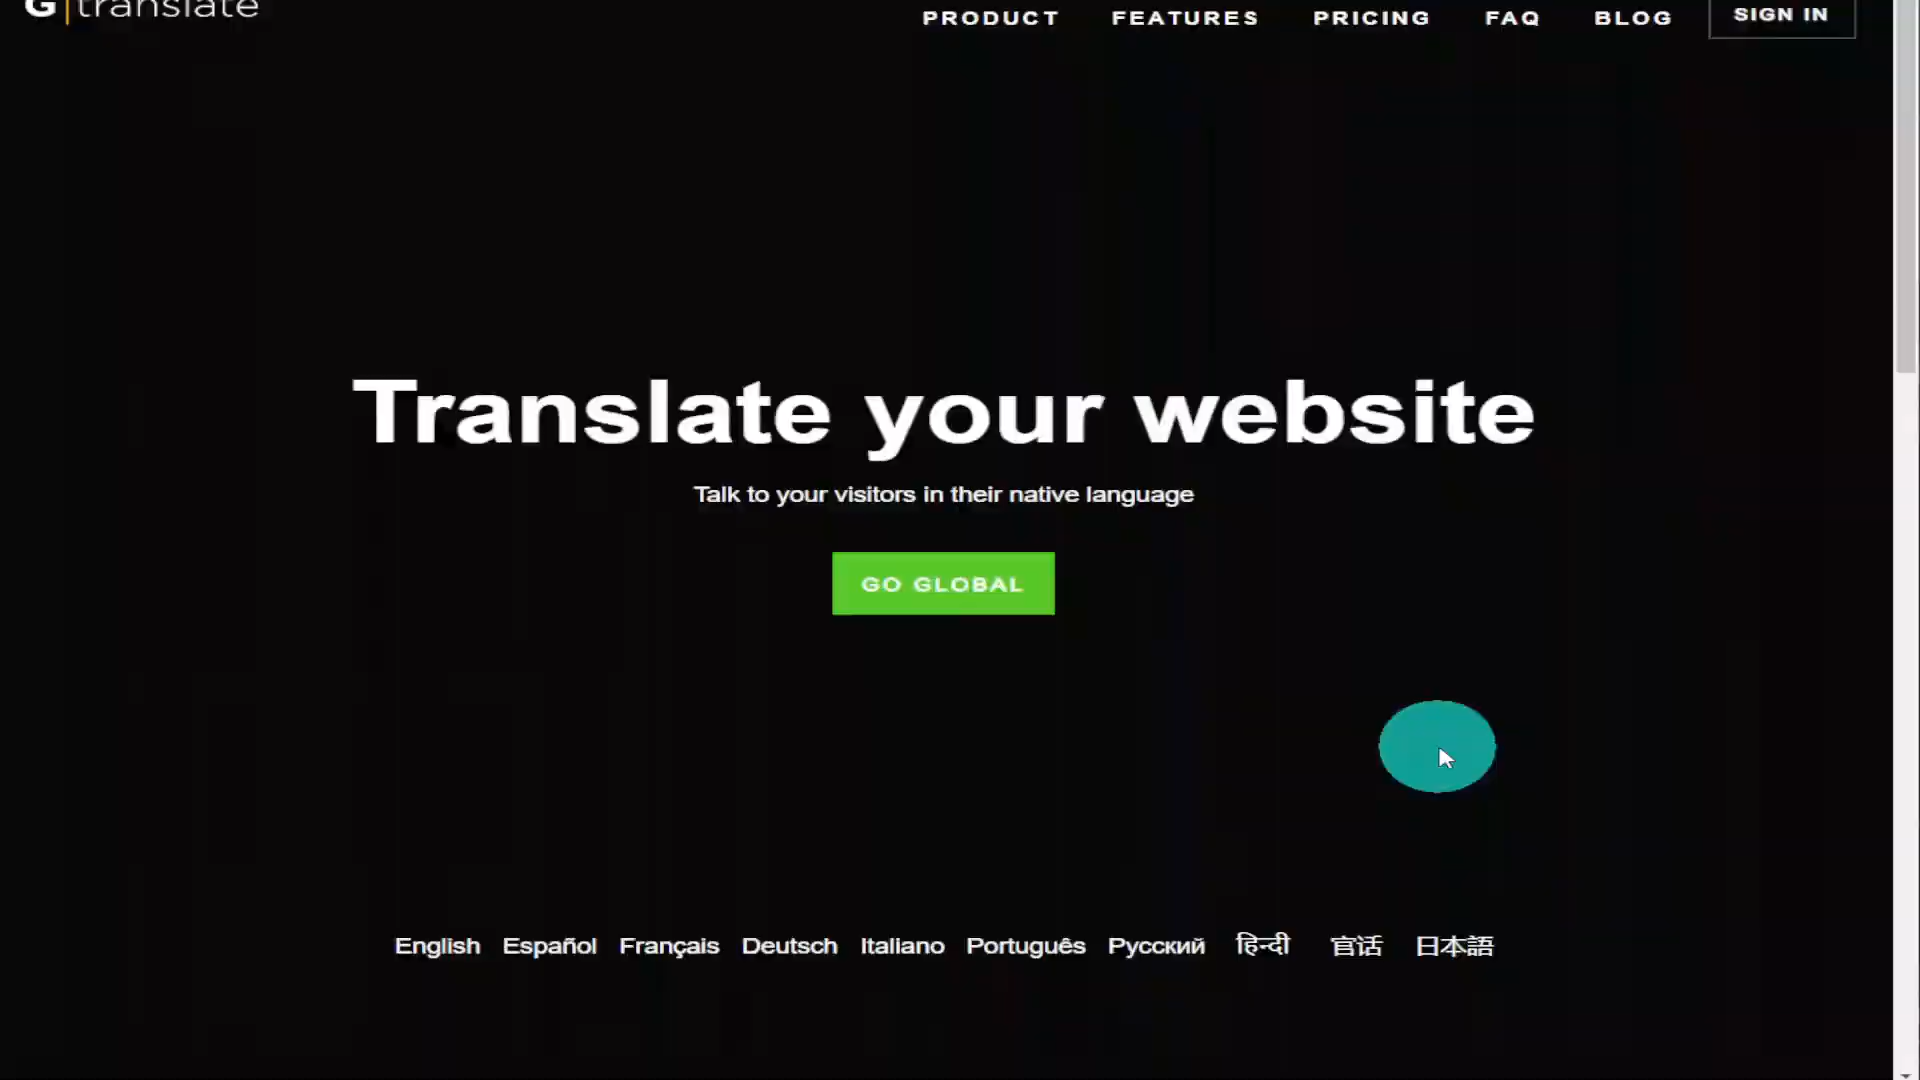 G|translate
PRODUCT FEATURES PRICING FAQ BLOG SIGN IN
Translate your website
Talk to your visitors in their native language
GO GLOBAL
English Español Français Deutsch Italiano Português Русский हिन्दी 官话 日本語